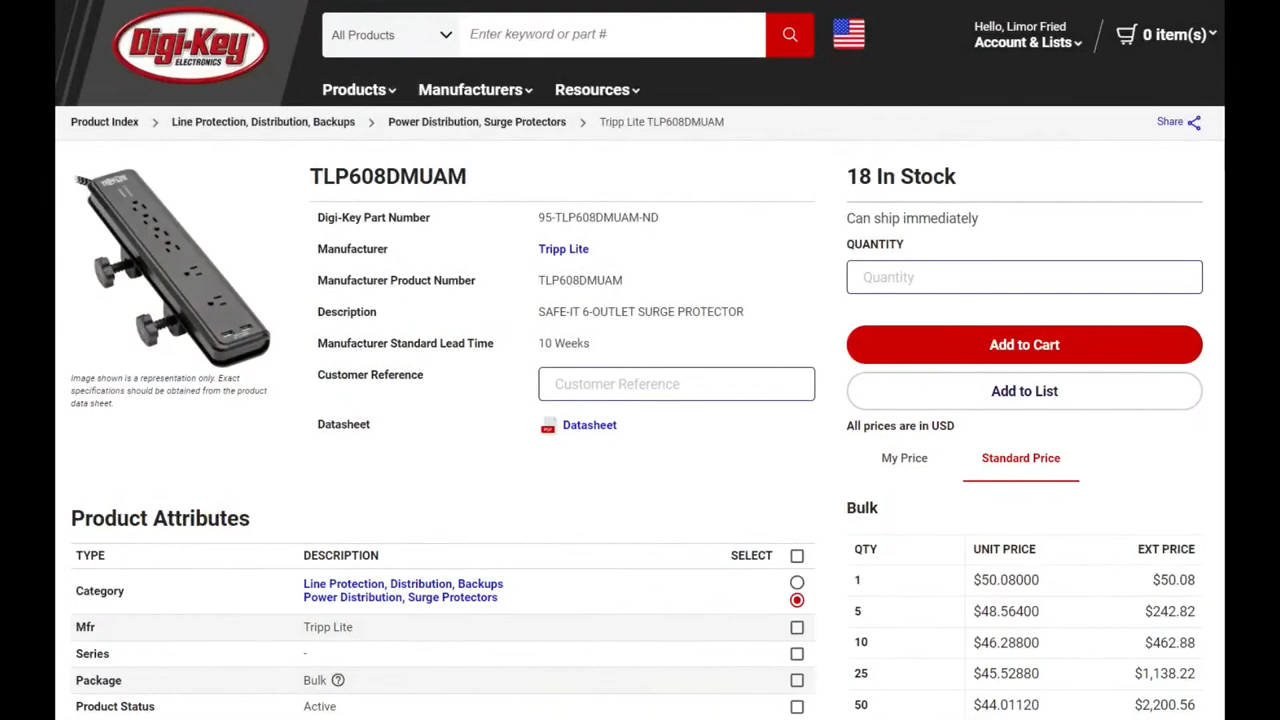 Digi-Key
ELECTRONICS
All Products
Enter keyword or part #
Hello, Limor Fried
Account & Lists
0 item(s)
Products
Manufacturers
Resources
Product Index
Line Protection, Distribution, Backups
Power Distribution, Surge Protectors
Tripp Lite TLP608DMUAM
Share
TLP608DMUAM
Digi-Key Part Number 95-TLP608DMUAM-ND
Manufacturer Tripp Lite
Manufacturer Product Number TLP608DMUAM
Description SAFE-IT 6-OUTLET SURGE PROTECTOR
Manufacturer Standard Lead Time 10 Weeks
Customer Reference Customer Reference
Datasheet Datasheet
Image shown is a representation only. Exact
specifications should be obtained from the product
data sheet.
18 In Stock
Can ship immediately
QUANTITY
Quantity
Add to Cart
Add to List
All prices are in USD
My Price Standard Price
Bulk
QTY UNIT PRICE EXT PRICE
1 $50.08000 $50.08
5 $48.56400 $242.82
10 $46.28800 $462.88
25 $45.52880 $1,138.22
50 $44.01120 $2,200.56
Product Attributes
TYPE DESCRIPTION SELECT
Category Line Protection, Distribution, Backups
Power Distribution, Surge Protectors
Mfr Tripp Lite
Series -
Package Bulk
Product Status Active